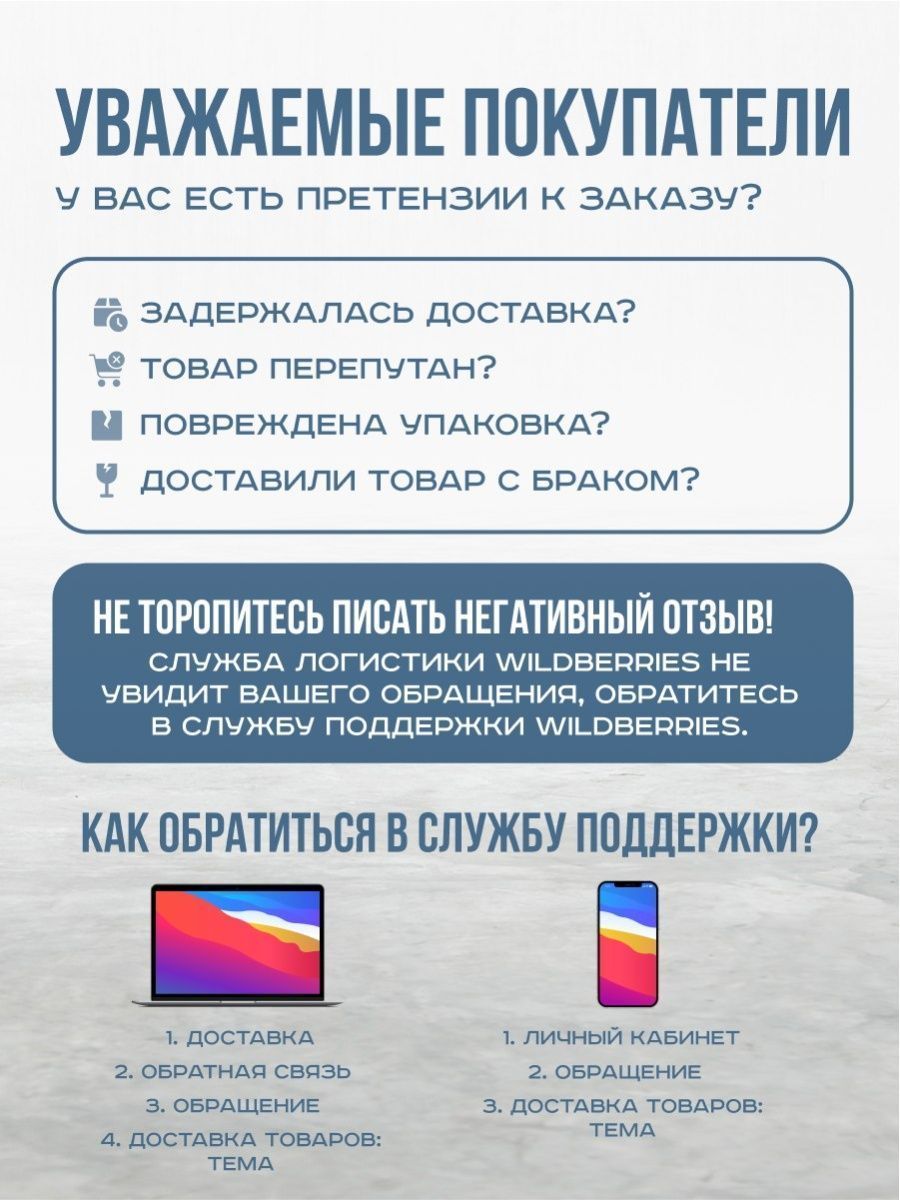 УВАЖАЕМЫЕ ПОКУПАТЕЛИ
У ВАС ЕСТЬ ПРЕТЕНЗИИ К ЗАКАЗУ?
ЗАДЕРЖАЛАСЬ ДОСТАВКА?
ТОВАР ПЕРЕПУТАН?
ПОВРЕЖДЕНА УПАКОВКА?
ДОСТАВИЛИ ТОВАР С БРАКОМ?
НЕ ТОРОПИТЕСЬ ПИСАТЬ НЕГАТИВНЫЙ ОТЗЫВ!
СЛУЖБА ЛОГИСТИКИ WILDBERRIES НЕ
УВИДИТ ВАШЕГО ОБРАЩЕНИЯ, ОБРАТИТЕСЬ
В СЛУЖБУ ПОДДЕРЖКИ WILDBERRIES.
КАК ОБРАТИТЬСЯ В СЛУЖБУ ПОДДЕРЖКИ?
1. ДОСТАВКА
2. ОБРАТНАЯ СВЯЗЬ
3. ОБРАЩЕНИЕ
4. ДОСТАВКА ТОВАРОВ:
ТЕМА
1. ЛИЧНЫЙ КАБИНЕТ
2. ОБРАЩЕНИЕ
3. ДОСТАВКА ТОВАРОВ:
ТЕМА